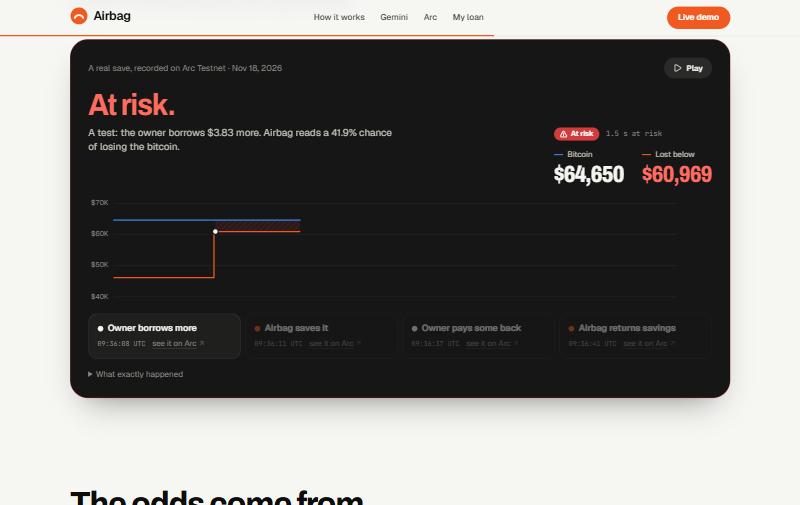 Airbag
How it works
Gemini
Arc
My loan
Live demo
A real save, recorded on Arc Testnet · Nov 18, 2026
Play
At risk.
A test: the owner borrows $3.83 more. Airbag reads a 41.9% chance
of losing the bitcoin.
At risk
1.5 s at risk
Bitcoin
Lost below
$64,650
$60,969
$70K
$60K
$50K
$40K
Owner borrows more
09:36:08 UTC see it on Arc ↗
Airbag saves it
09:36:11 UTC see it on Arc ↗
Owner pays some back
09:36:37 UTC see it on Arc ↗
Airbag returns savings
09:36:41 UTC see it on Arc ↗
What exactly happened
The odds come from